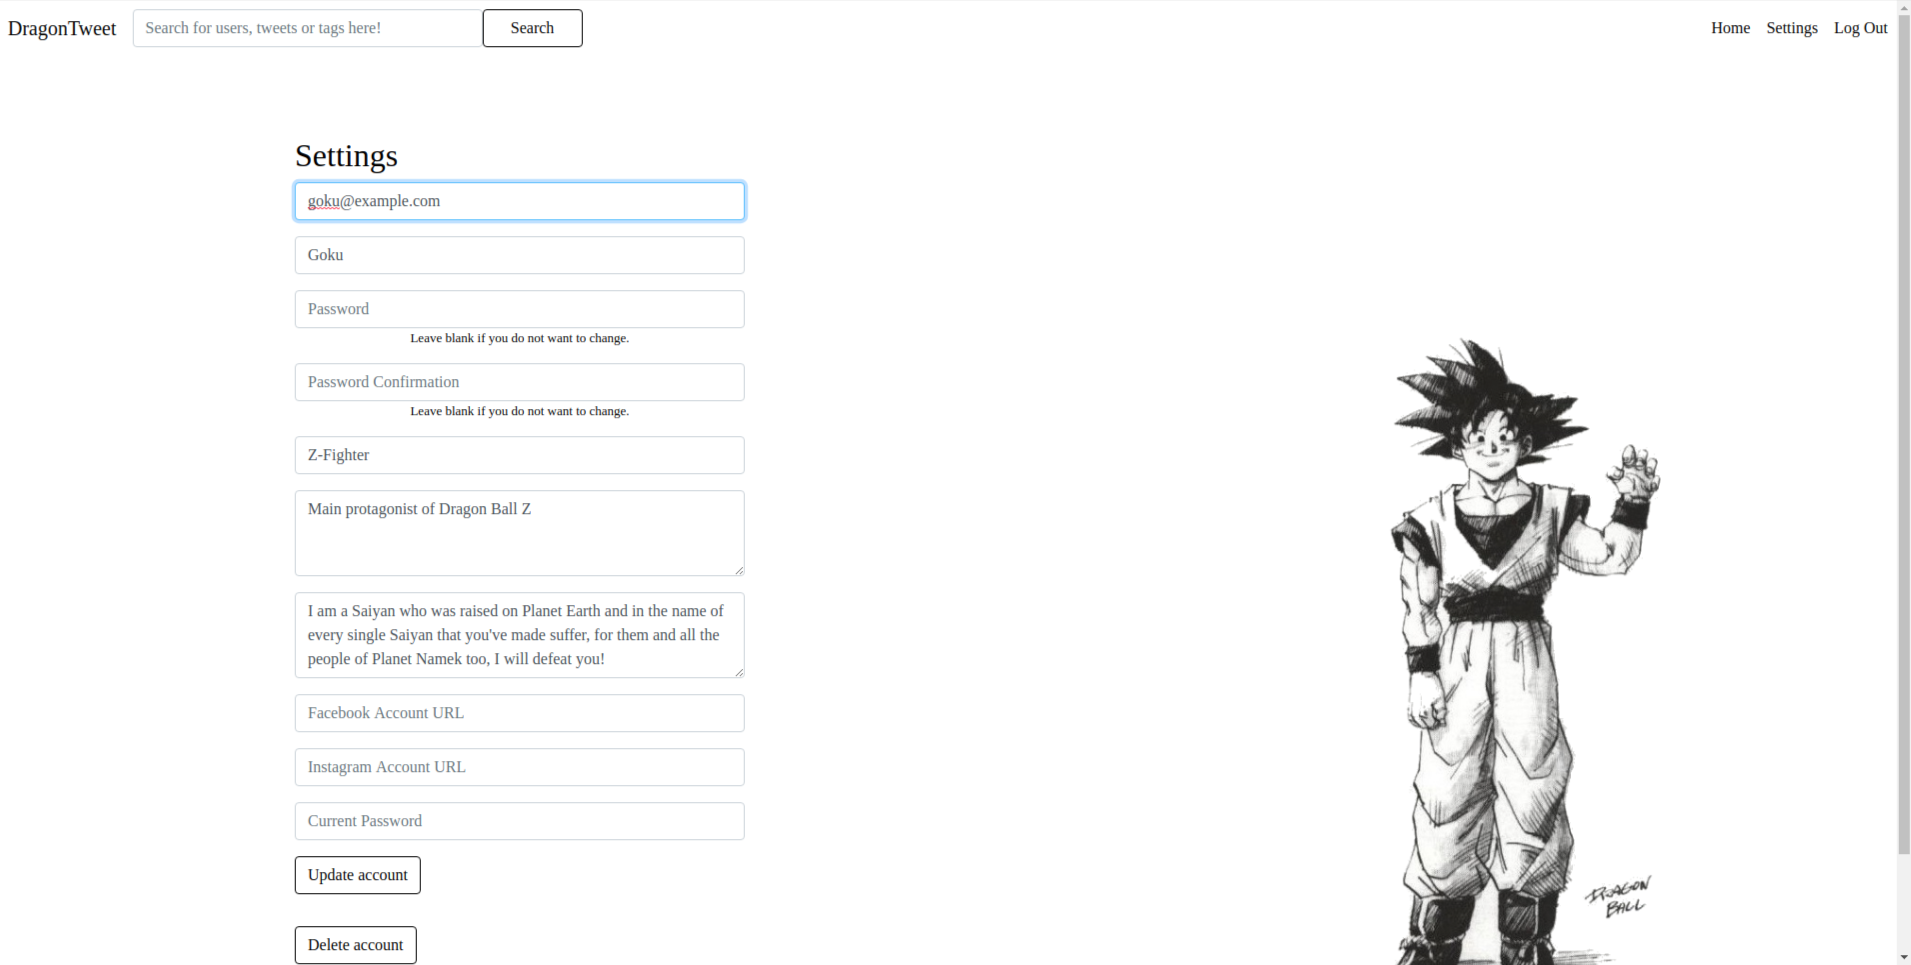 DragonTweet
Search for users, tweets or tags here!
Search
Home
Settings
Log Out
Settings
goku@example.com
Goku
Password
Leave blank if you do not want to change.
Password Confirmation
Leave blank if you do not want to change.
Z-Fighter
Main protagonist of Dragon Ball Z
I am a Saiyan who was raised on Planet Earth and in the name of
every single Saiyan that you've made suffer, for them and all the
people of Planet Namek too, I will defeat you!
Facebook Account URL
Instagram Account URL
Current Password
Update account
Delete account
DRAGON
BALL